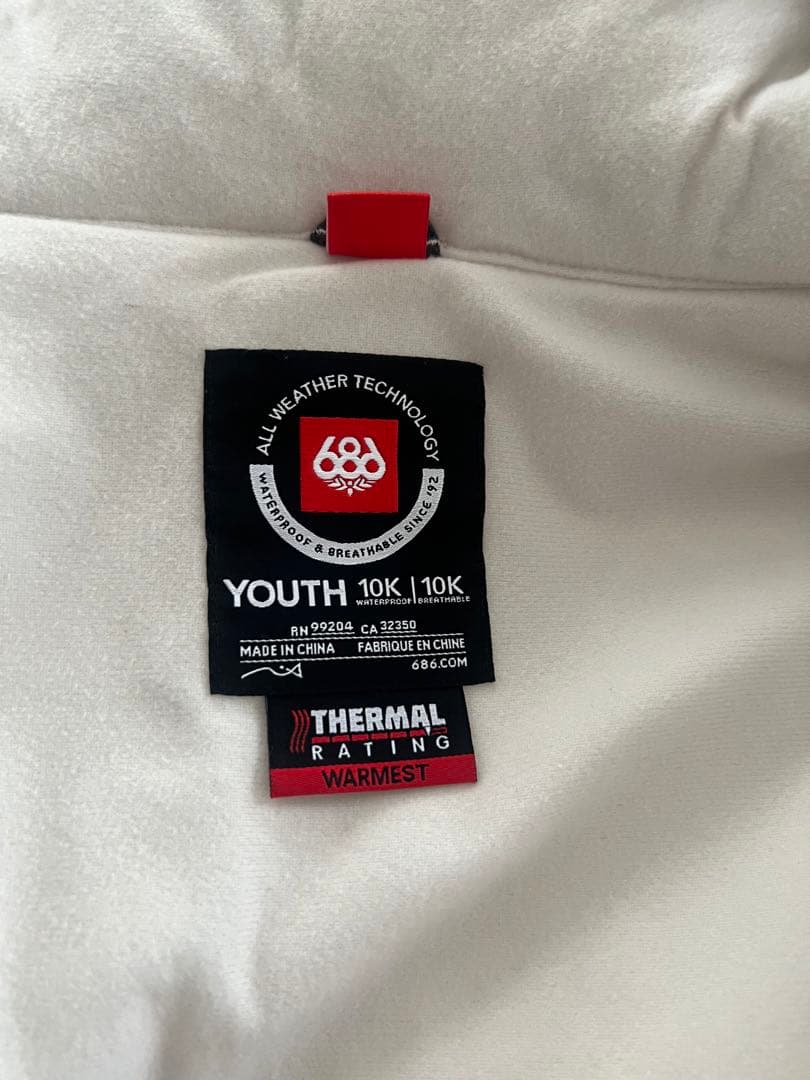 ALL WEATHER TECHNOLOGY
686
WATERPROOF & BREATHABLE SINCE '92
YOUTH 10K | 10K
WATERPROOF BREATHABLE
RN 99204 CA 32350
MADE IN CHINA FABRIQUE EN CHINE
686.COM
THERMAL
RATING
WARMEST